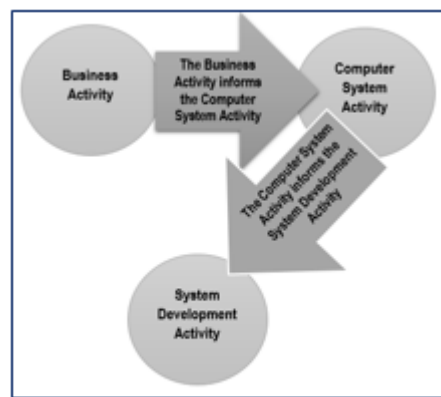 Business
Activity
The Business
Activity informs
the Computer
System Activity
Computer
System
Activity
The Computer System
Activity informs the
System Development
Activity
System
Development
Activity